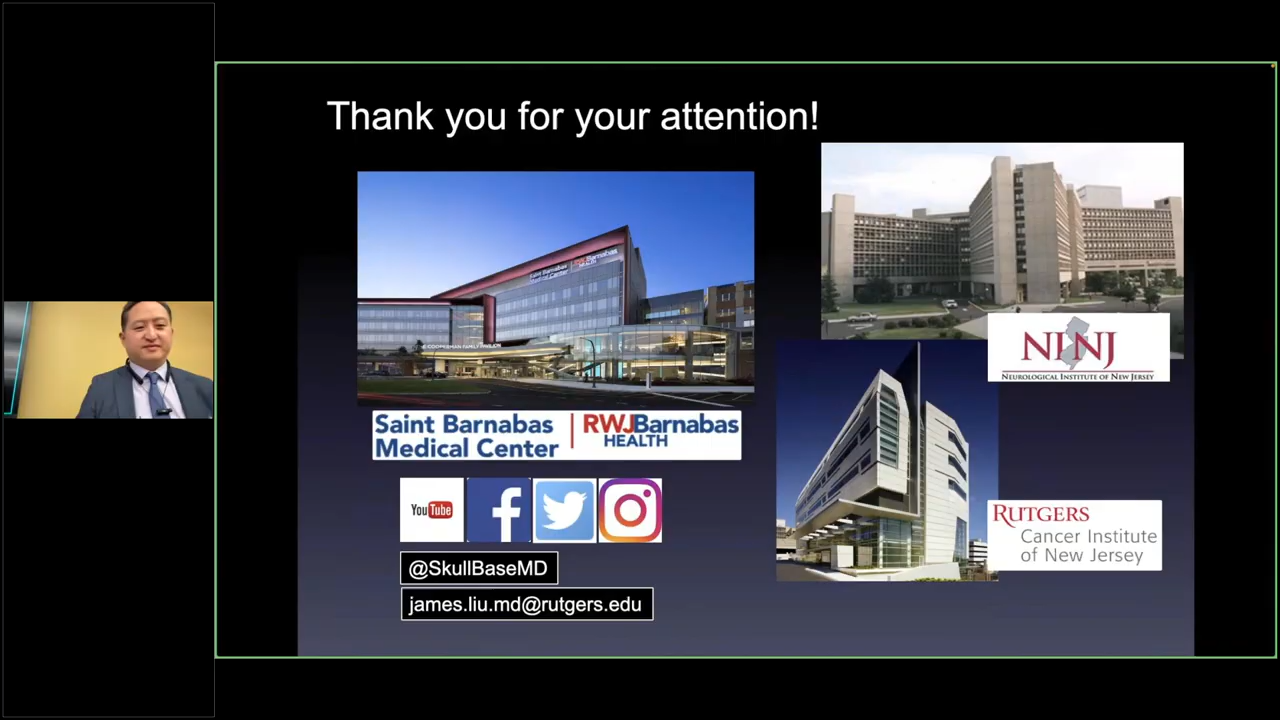 Thank you for your attention!
Saint Barnabas
Medical Center
RWJBarnabas
HEALTH
YouTube
@SkullBaseMD
james.liu.md@rutgers.edu
NEUROLOGICAL INSTITUTE OF NEW JERSEY
RUTGERS
Cancer Institute
of New Jersey